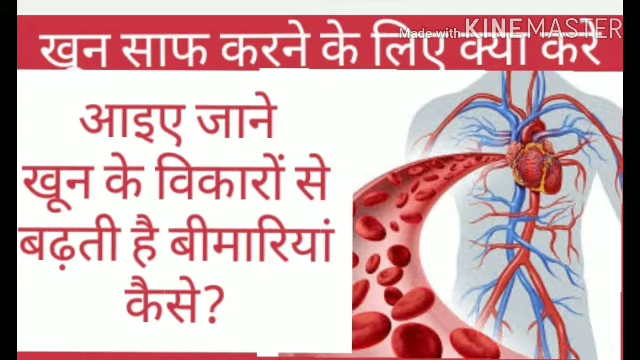 Made with KINEMASTER
खून साफ करने के लिए क्या करें
आइए जाने
खून के विकारों से
बढ़ती है बीमारियां
कैसे?